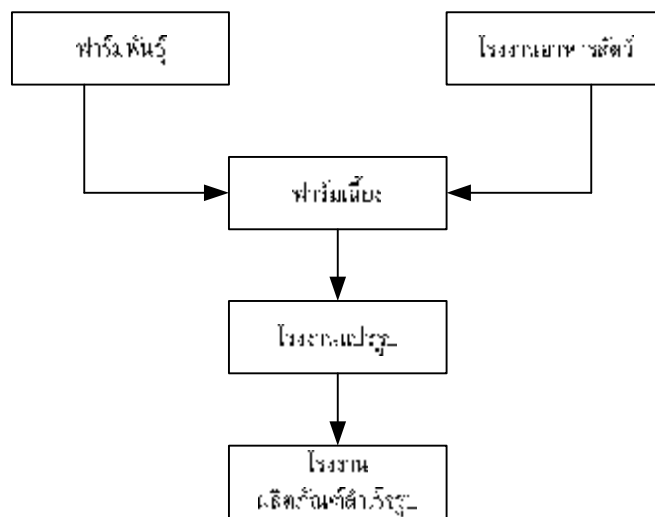 ฟาร์มพันธุ์
โรงงานอาหารสัตว์
ฟาร์มเลี้ยง
โรงงานแปรรูป
โรงงาน
ผลิตภัณฑ์สำเร็จรูป